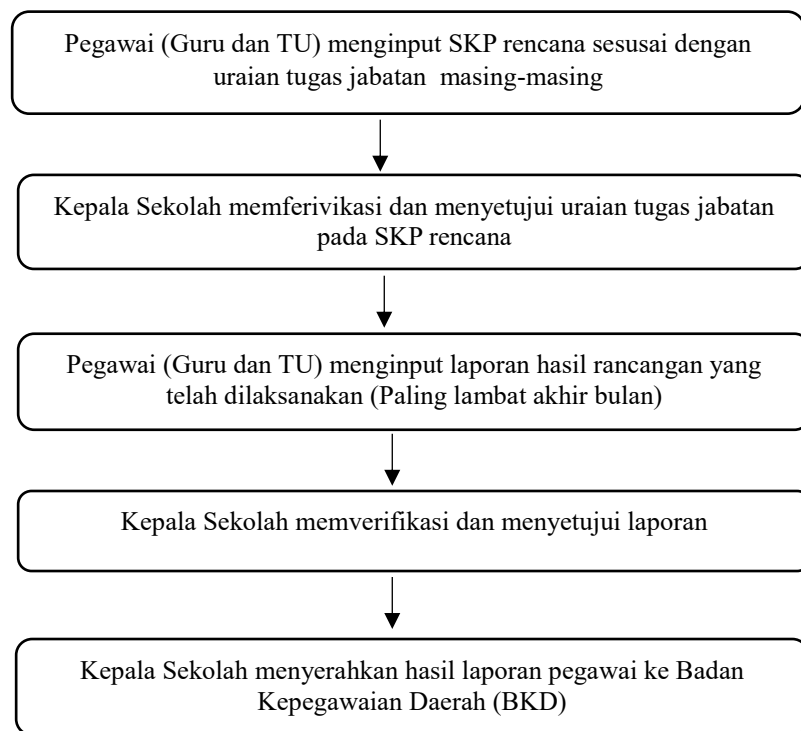 Pegawai (Guru dan TU) menginput SKP rencana sesusai dengan
uraian tugas jabatan masing-masing
Kepala Sekolah memferivikasi dan menyetujui uraian tugas jabatan
pada SKP rencana
Pegawai (Guru dan TU) menginput laporan hasil rancangan yang
telah dilaksanakan (Paling lambat akhir bulan)
Kepala Sekolah memverifikasi dan menyetujui laporan
Kepala Sekolah menyerahkan hasil laporan pegawai ke Badan
Kepegawaian Daerah (BKD)